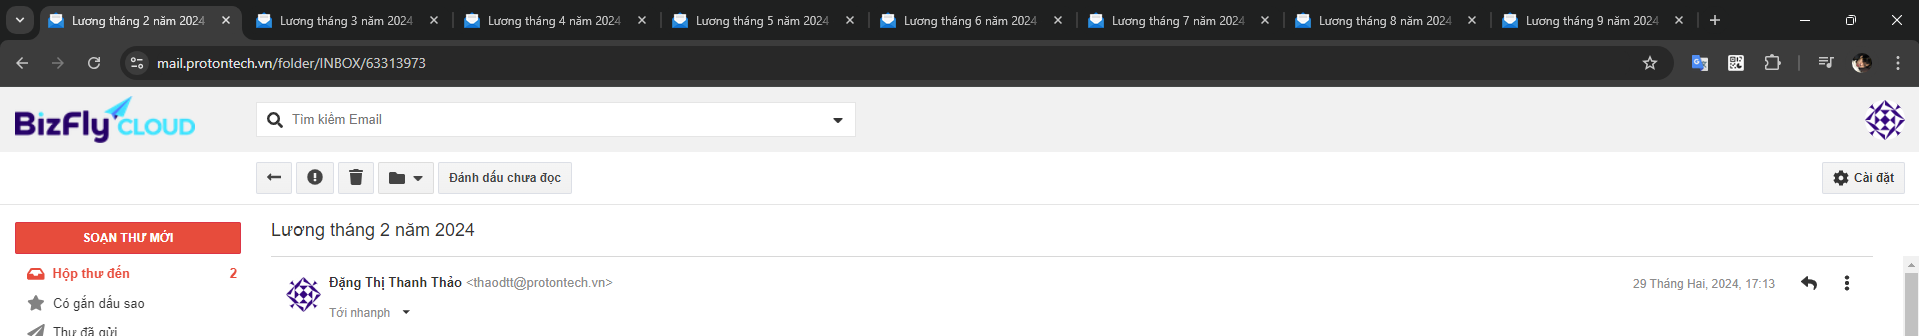 Lương tháng 2 năm 2024 Lương tháng 3 năm 2024 Lương tháng 4 năm 2024 Lương tháng 5 năm 2024 Lương tháng 6 năm 2024 Lương tháng 7 năm 2024 Lương tháng 8 năm 2024 Lương tháng 9 năm 2024
mail.protontech.vn/folder/INBOX/63313973
BizFly CLOUD
Tìm kiếm Email
Đánh dấu chưa đọc
Cài đặt
SOẠN THƯ MỚI
Lương tháng 2 năm 2024
Hộp thư đến 2
Đặng Thị Thanh Thảo <thaodtt@protontech.vn>
29 Tháng Hai, 2024, 17:13
Có gắn dấu sao
Tới nhanph
Thư đã gửi